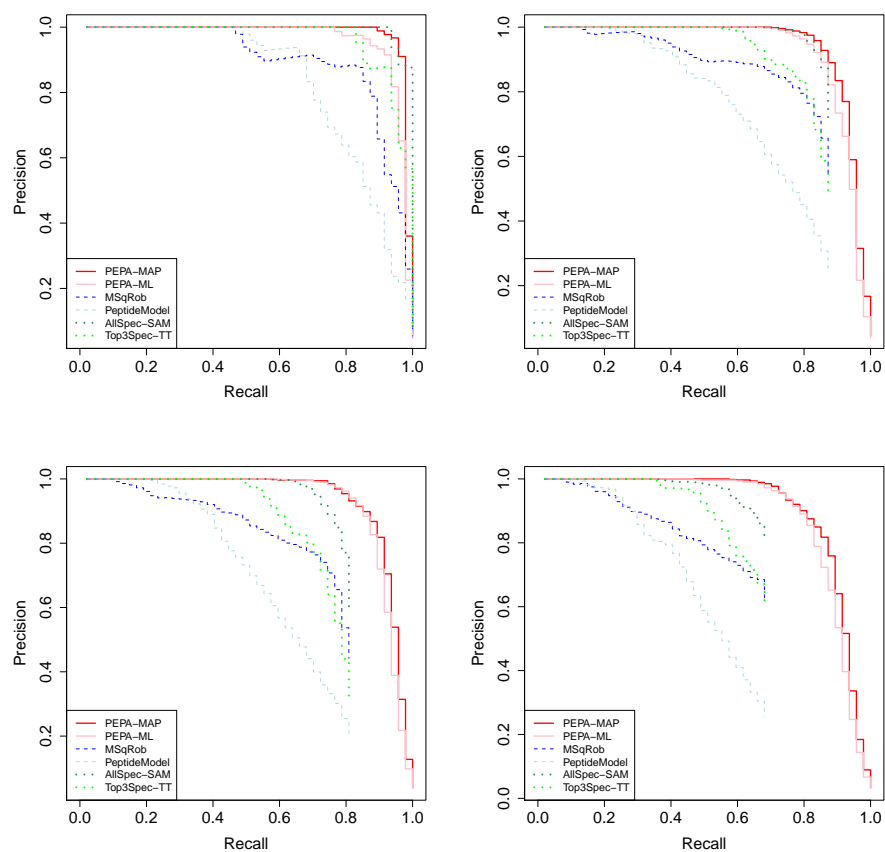 Precision
1.0
0.8
0.6
0.4
0.2
0.0 0.2 0.4 0.6 0.8 1.0
Recall
PEPA−MAP
PEPA−ML
MSqRob
PeptideModel
AllSpec−SAM
Top3Spec−TT
Precision
1.0
0.8
0.6
0.4
0.2
0.0 0.2 0.4 0.6 0.8 1.0
Recall
PEPA−MAP
PEPA−ML
MSqRob
PeptideModel
AllSpec−SAM
Top3Spec−TT
Precision
1.0
0.8
0.6
0.4
0.2
0.0 0.2 0.4 0.6 0.8 1.0
Recall
PEPA−MAP
PEPA−ML
MSqRob
PeptideModel
AllSpec−SAM
Top3Spec−TT
Precision
1.0
0.8
0.6
0.4
0.2
0.0
0.0 0.2 0.4 0.6 0.8 1.0
Recall
PEPA−MAP
PEPA−ML
MSqRob
PeptideModel
AllSpec−SAM
Top3Spec−TT